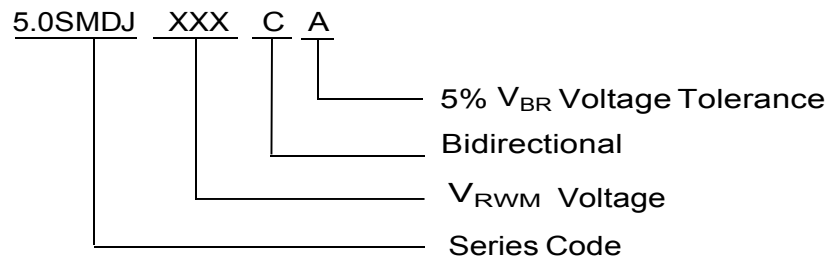 5.0SMDJ XXX C A
5% VBR Voltage Tolerance
Bidirectional
VRWM Voltage
Series Code